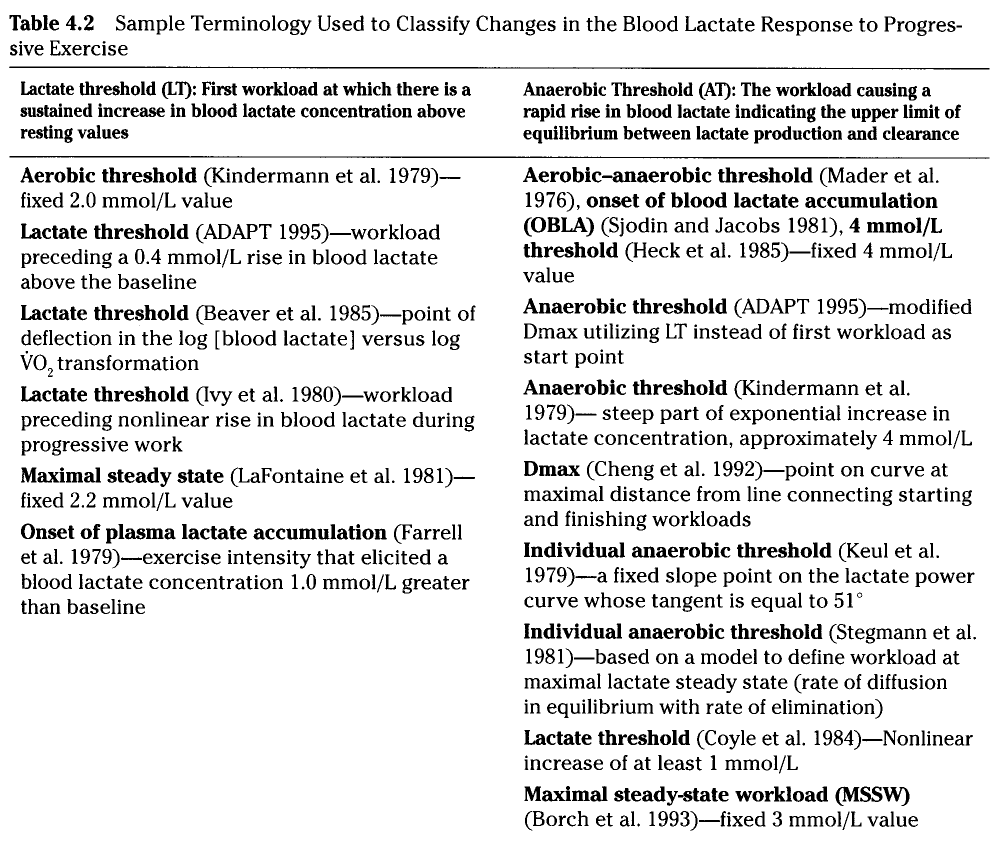 Table 4.2 Sample Terminology Used to Classify Changes in the Blood Lactate Response to Progres-
sive Exercise
Lactate threshold (LT): First workload at which there is a
sustained increase in blood lactate concentration above
resting values
Aerobic threshold (Kindermann et al. 1979)—
fixed 2.0 mmol/L value
Lactate threshold (ADAPT 1995)—workload
preceding a 0.4 mmol/L rise in blood lactate
above the baseline
Lactate threshold (Beaver et al. 1985)—point of
deflection in the log [blood lactate] versus log
V̇O₂ transformation
Lactate threshold (Ivy et al. 1980)—workload
preceding nonlinear rise in blood lactate during
progressive work
Maximal steady state (LaFontaine et al. 1981)—
fixed 2.2 mmol/L value
Onset of plasma lactate accumulation (Farrell
et al. 1979)—exercise intensity that elicited a
blood lactate concentration 1.0 mmol/L greater
than baseline
Anaerobic Threshold (AT): The workload causing a
rapid rise in blood lactate indicating the upper limit of
equilibrium between lactate production and clearance
Aerobic–anaerobic threshold (Mader et al.
1976), onset of blood lactate accumulation
(OBLA) (Sjodin and Jacobs 1981), 4 mmol/L
threshold (Heck et al. 1985)—fixed 4 mmol/L
value
Anaerobic threshold (ADAPT 1995)—modified
Dmax utilizing LT instead of first workload as
start point
Anaerobic threshold (Kindermann et al.
1979)— steep part of exponential increase in
lactate concentration, approximately 4 mmol/L
Dmax (Cheng et al. 1992)—point on curve at
maximal distance from line connecting starting
and finishing workloads
Individual anaerobic threshold (Keul et al.
1979)—a fixed slope point on the lactate power
curve whose tangent is equal to 51°
Individual anaerobic threshold (Stegmann et al.
1981)—based on a model to define workload at
maximal lactate steady state (rate of diffusion
in equilibrium with rate of elimination)
Lactate threshold (Coyle et al. 1984)—Nonlinear
increase of at least 1 mmol/L
Maximal steady-state workload (MSSW)
(Borch et al. 1993)—fixed 3 mmol/L value